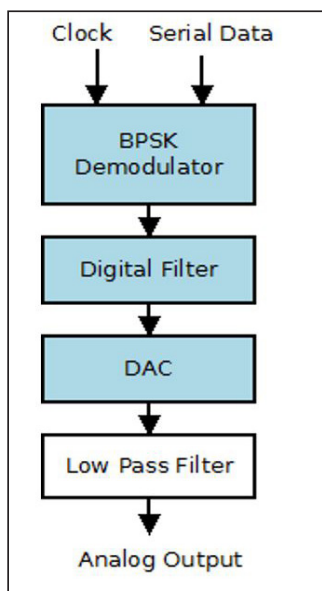 Clock Serial Data
BPSK
Demodulator
Digital Filter
DAC
Low Pass Filter
Analog Output